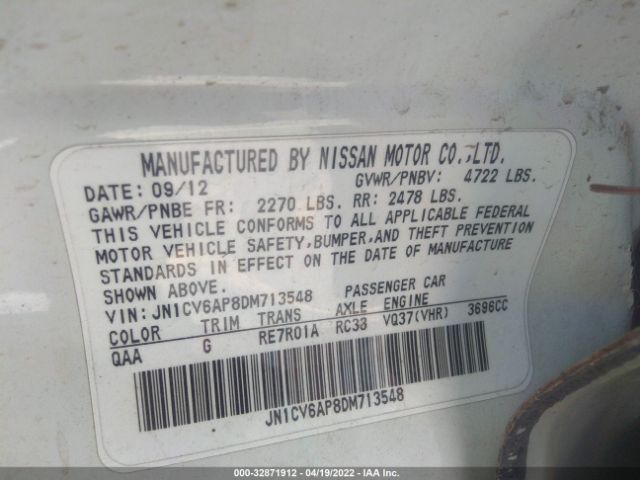 MANUFACTURED BY NISSAN MOTOR CO.,LTD.
DATE: 09/12 GVWR/PNBV: 4722 LBS.
GAWR/PNBE FR: 2270 LBS. RR: 2478 LBS.
THIS VEHICLE CONFORMS TO ALL APPLICABLE FEDERAL
MOTOR VEHICLE SAFETY, BUMPER, AND THEFT PREVENTION
STANDARDS IN EFFECT ON THE DATE OF MANUFACTURE
SHOWN ABOVE.
VIN: JN1CV6AP8DM713548 PASSENGER CAR
COLOR TRIM TRANS AXLE ENGINE
QAA G RE7R01A RC33 VQ37(VHR) 3696CC
JN1CV6AP8DM713548
000-32871912 - 04/19/2022 - IAA Inc.